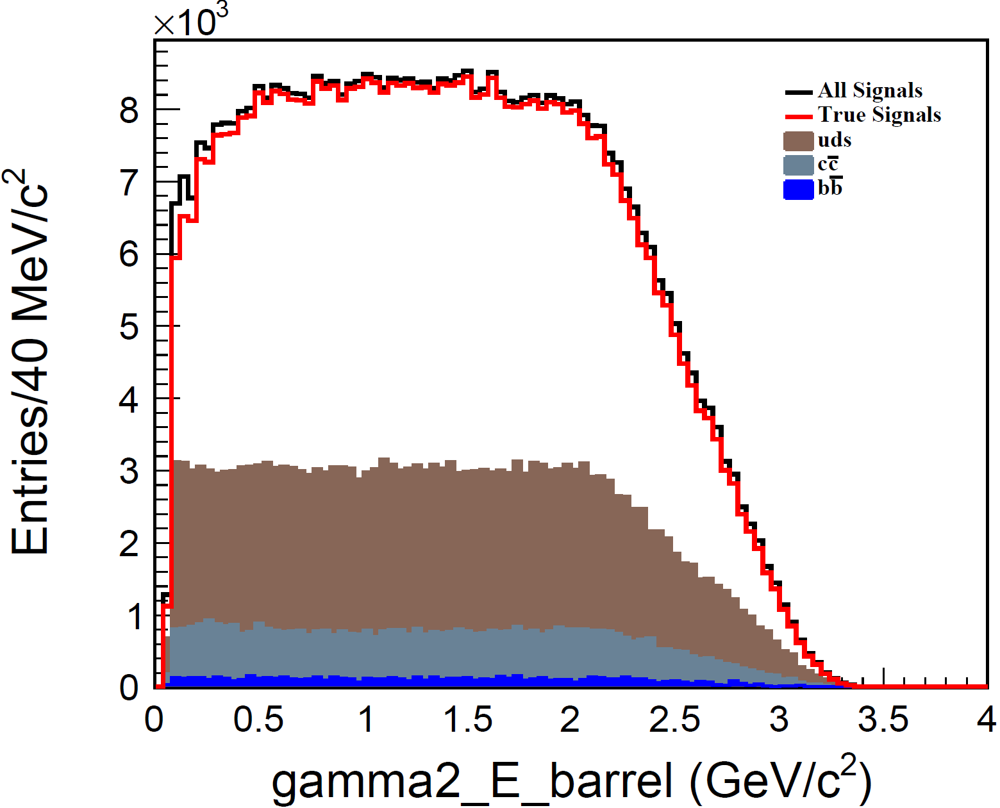 ×10³
Entries/40 MeV/c²
8
7
6
5
4
3
2
1
0
All Signals
True Signals
uds
cc̅
bb̅
0 0.5 1 1.5 2 2.5 3 3.5 4
gamma2_E_barrel (GeV/c²)